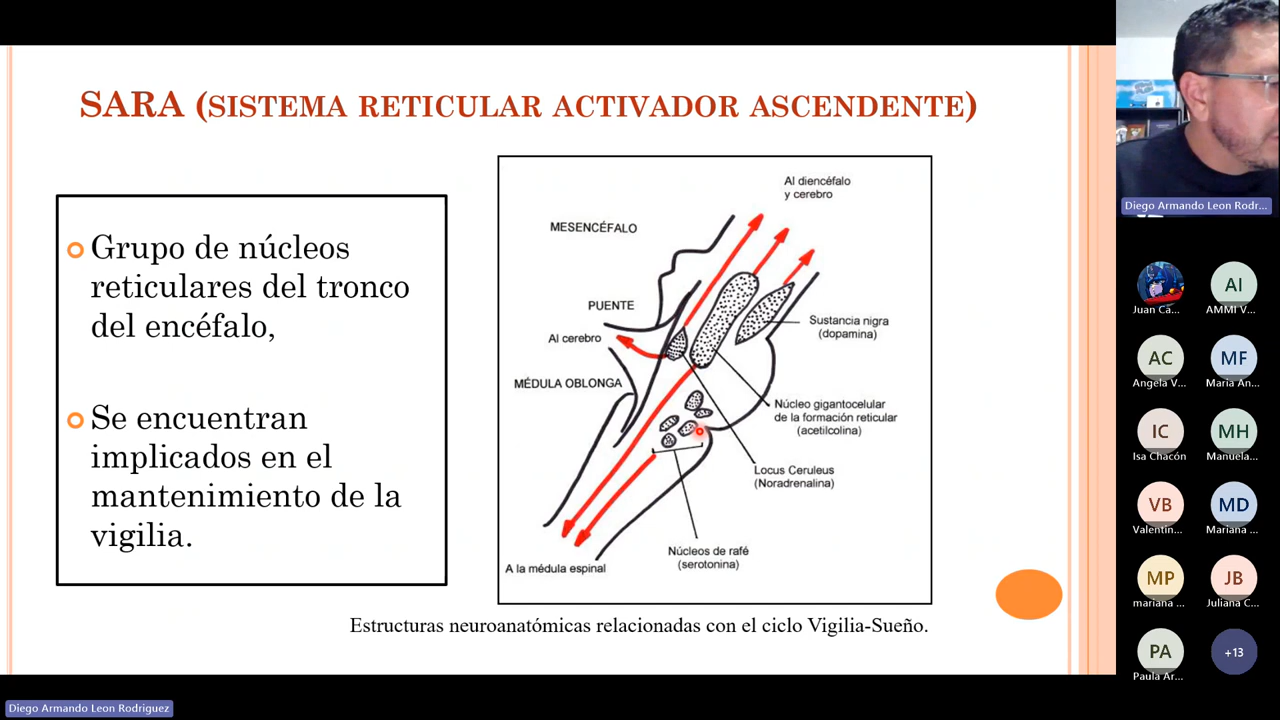 SARA (SISTEMA RETICULAR ACTIVADOR ASCENDENTE)
Grupo de núcleos
reticulares del tronco
del encéfalo,
Se encuentran
implicados en el
mantenimiento de la
vigilia.
Al diencéfalo
y cerebro
MESENCÉFALO
PUENTE
Al cerebro
MÉDULA OBLONGA
Sustancia nigra
(dopamina)
Núcleo gigantocelular
de la formación reticular
(acetilcolina)
Locus Ceruleus
(Noradrenalina)
Núcleos de rafé
(serotonina)
A la médula espinal
Estructuras neuroanatómicas relacionadas con el ciclo Vigilia-Sueño.
Diego Armando Leon Rodr...
Juan Ca...
AI
AMMI V...
AC
Angela V...
MF
Maria An...
IC
Isa Chacón
MH
Manuela...
VB
Valentin...
MD
Mariana ...
MP
mariana ...
JB
Juliana C...
PA
Paula Ar...
+13
Diego Armando Leon Rodriguez